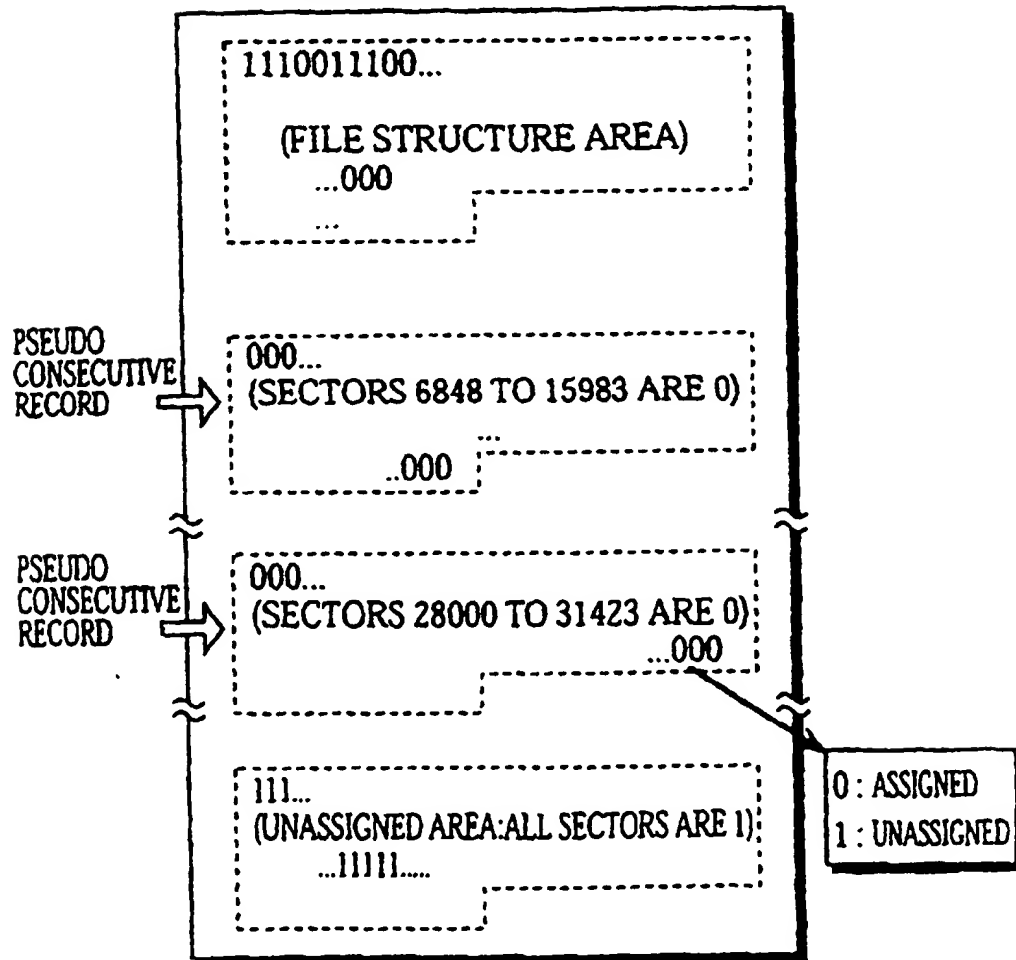 1110011100...
(FILE STRUCTURE AREA)
...000
...
PSEUDO
CONSECUTIVE
RECORD
000...
(SECTORS 6848 TO 15983 ARE 0)
...
..000
PSEUDO
CONSECUTIVE
RECORD
000...
(SECTORS 28000 TO 31423 ARE 0)
...000
111...
(UNASSIGNED AREA:ALL SECTORS ARE 1)
...11111.....
0 : ASSIGNED
1 : UNASSIGNED